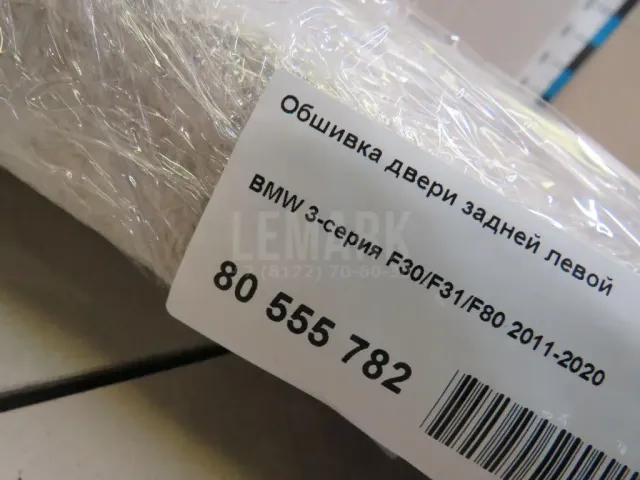 Обшивка двери задней левой
BMW 3-серия F30/F31/F80 2011-2020
LEMARK
80 555 782